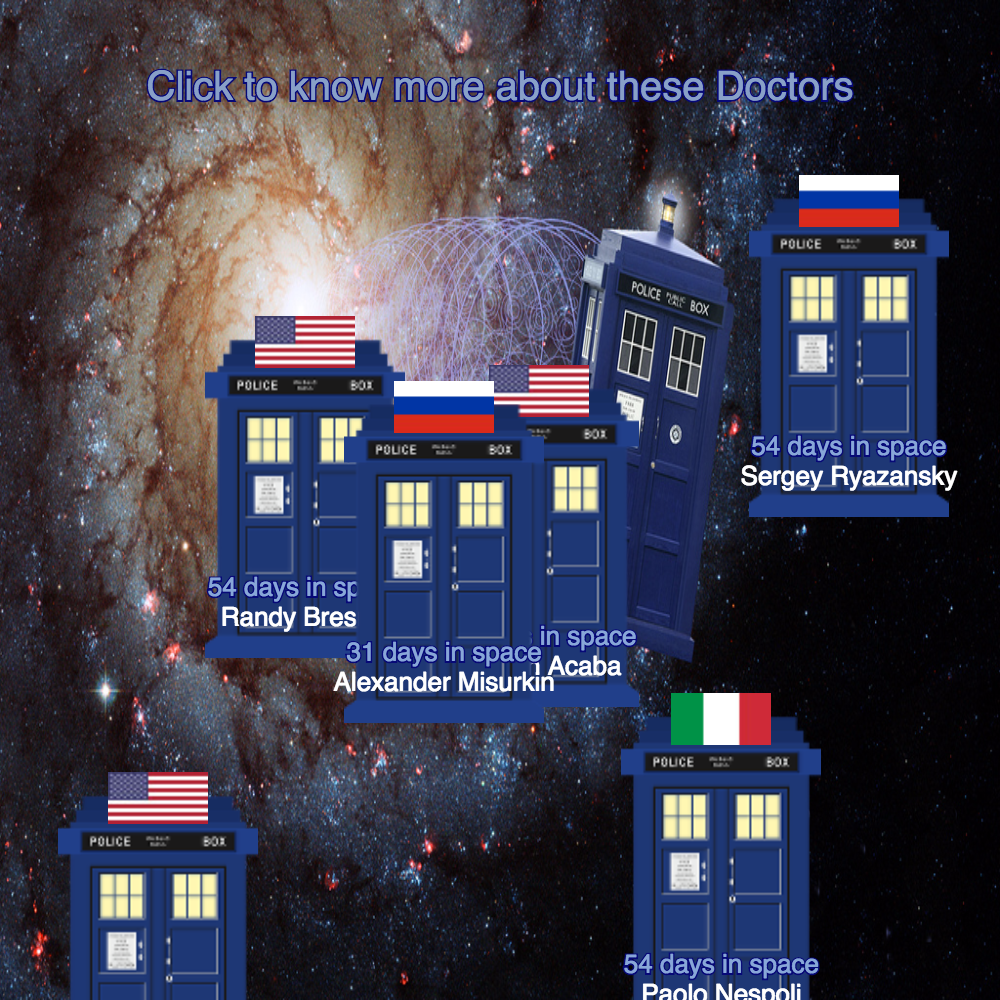 Click to know more about these Doctors
POLICE BOX
POLICE PUBLIC CALL BOX
54 days in space
Sergey Ryazansky
POLICE BOX
POLICE BOX
BOX
54 days in sp
Randy Bres
31 days in space
Alexander Misurkin
in space
Acaba
POLICE BOX
54 days in space
Paolo Nespoli
POLICE BOX